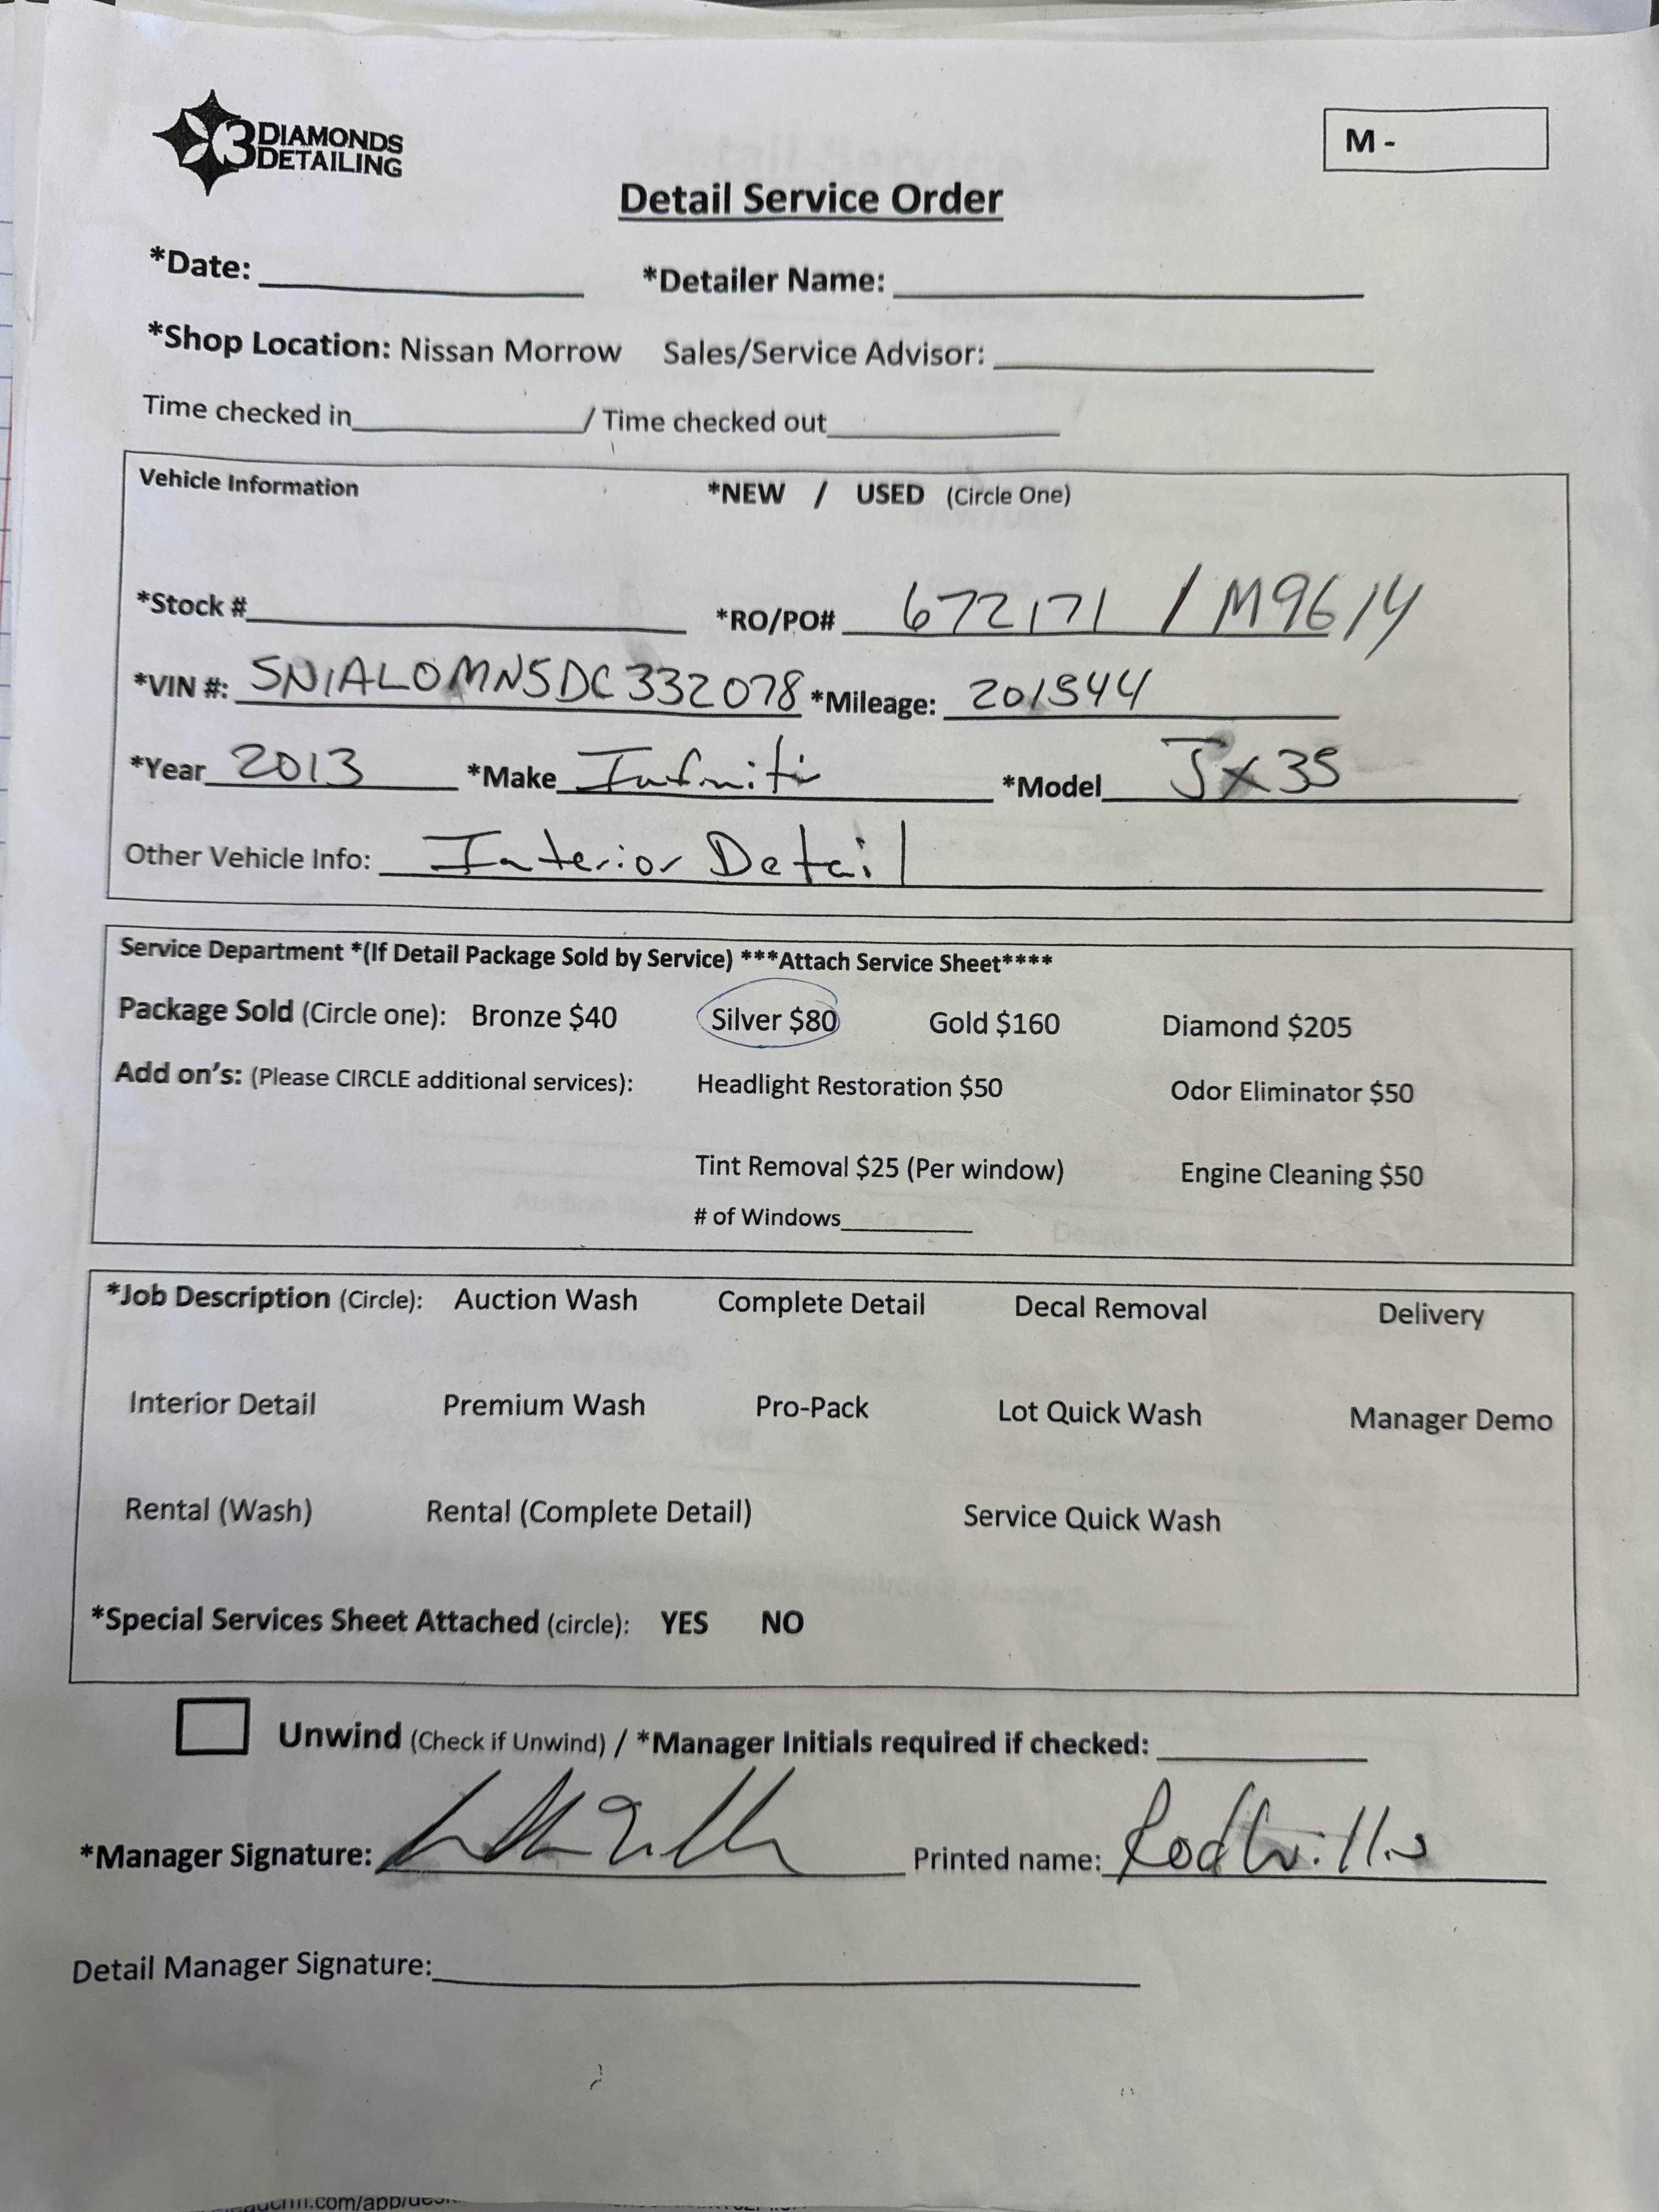 3 DIAMONDS DETAILING
M -
Detail Service Order
*Date: *Detailer Name:
*Shop Location: Nissan Morrow Sales/Service Advisor:
Time checked in / Time checked out
Vehicle Information *NEW / USED (Circle One)
*Stock # *RO/PO# 672171 / M9614
*VIN #: 5N1AL0MN5DC332078 *Mileage: 201544
*Year 2013 *Make Infiniti *Model JX35
Other Vehicle Info: Interior Detail
Service Department *(If Detail Package Sold by Service) ***Attach Service Sheet****
Package Sold (Circle one): Bronze $40 Silver $80 Gold $160 Diamond $205
Add on's: (Please CIRCLE additional services): Headlight Restoration $50 Odor Eliminator $50
Tint Removal $25 (Per window) Engine Cleaning $50
# of Windows
*Job Description (Circle): Auction Wash Complete Detail Decal Removal Delivery
Interior Detail Premium Wash Pro-Pack Lot Quick Wash Manager Demo
Rental (Wash) Rental (Complete Detail) Service Quick Wash
*Special Services Sheet Attached (circle): YES NO
Unwind (Check if Unwind) / *Manager Initials required if checked:
*Manager Signature: Printed name: Rod Willis
Detail Manager Signature: